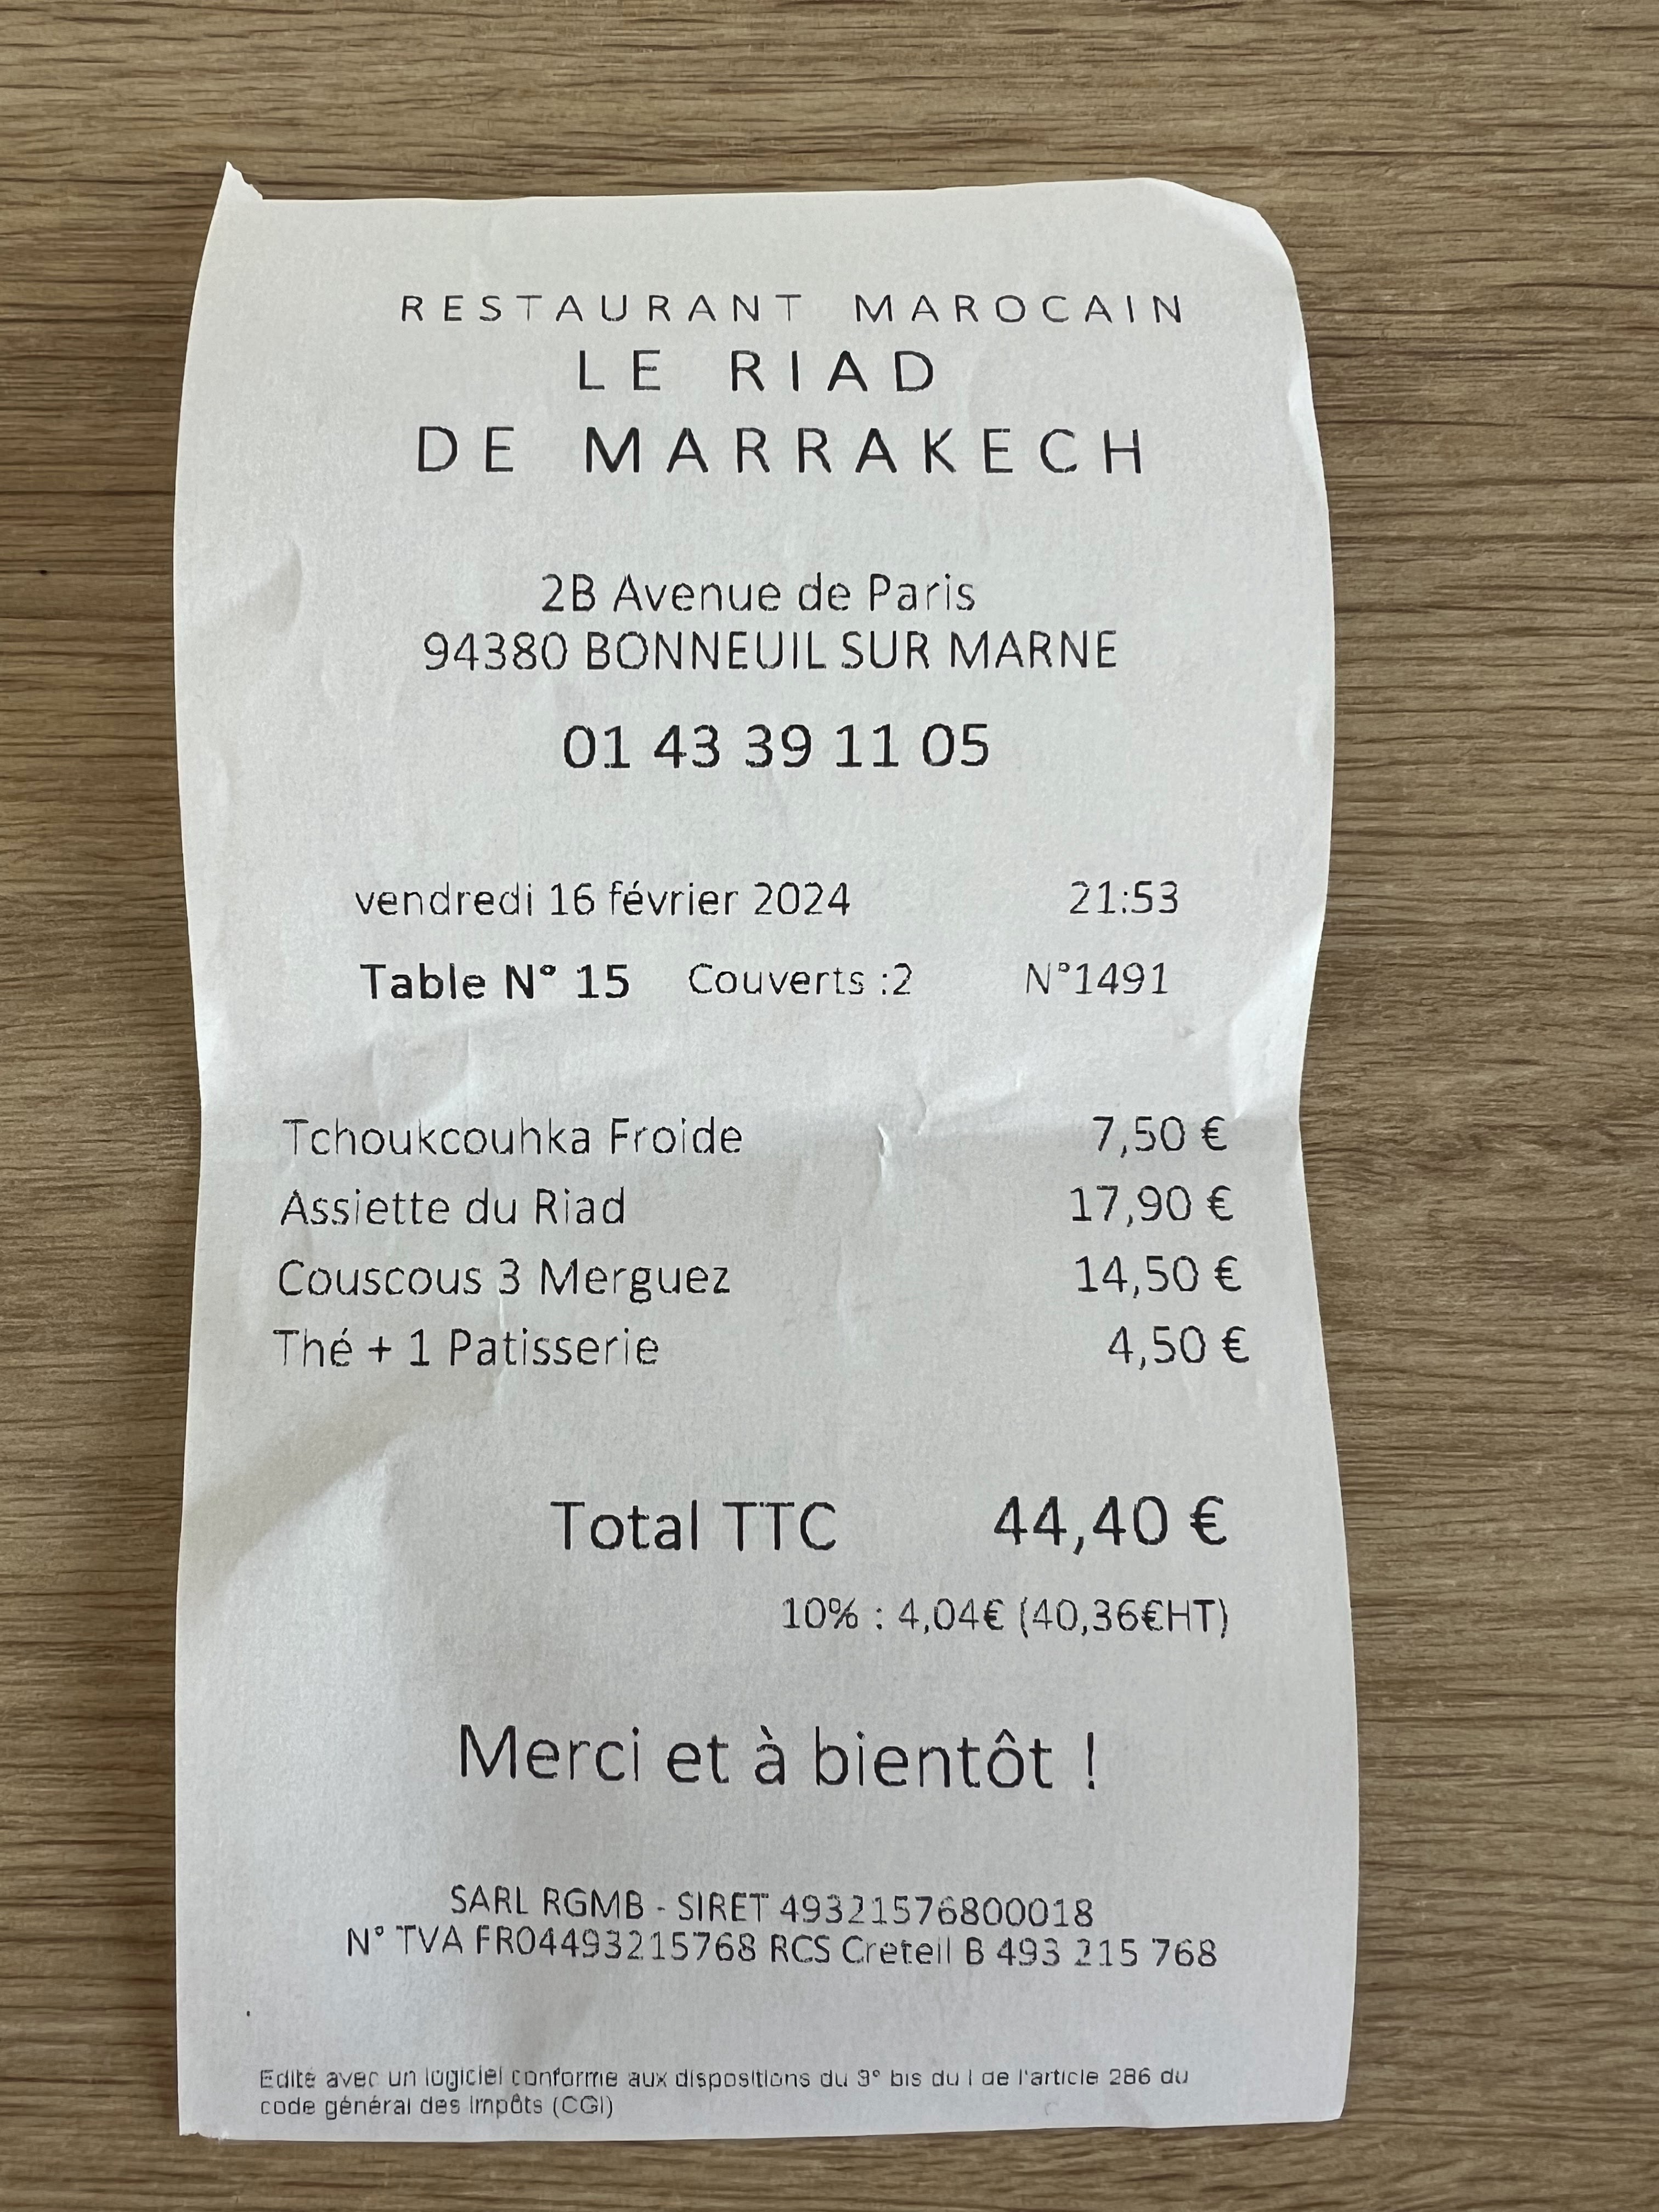 RESTAURANT MAROCAIN
LE RIAD
DE MARRAKECH
2B Avenue de Paris
94380 BONNEUIL SUR MARNE
01 43 39 11 05
vendredi 16 février 2024 21:53
Table N° 15 Couverts :2 N°1491
Tchoukcouhka Froide 7,50 €
Assiette du Riad 17,90 €
Couscous 3 Merguez 14,50 €
Thé + 1 Patisserie 4,50 €
Total TTC 44,40 €
10% : 4,04€ (40,36€HT)
Merci et à bientôt !
SARL RGMB - SIRET 49321576800018
N° TVA FR04493215768 RCS Creteil B 493 215 768
Edité avec un logiciel conforme aux dispositions du 3° bis du I de l'article 286 du
code général des impôts (CGI)